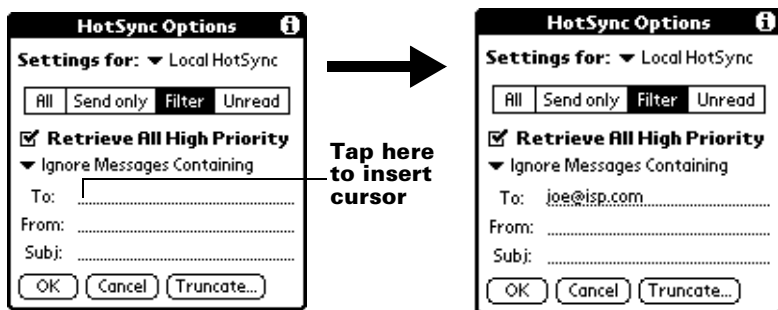 HotSync Options
Settings for: Local HotSync
All Send only Filter Unread
Retrieve All High Priority
Ignore Messages Containing
To:
From:
Subj:
OK Cancel Truncate...
Tap here
to insert
cursor
HotSync Options
Settings for: Local HotSync
All Send only Filter Unread
Retrieve All High Priority
Ignore Messages Containing
To: joe@isp.com
From:
Subj:
OK Cancel Truncate...